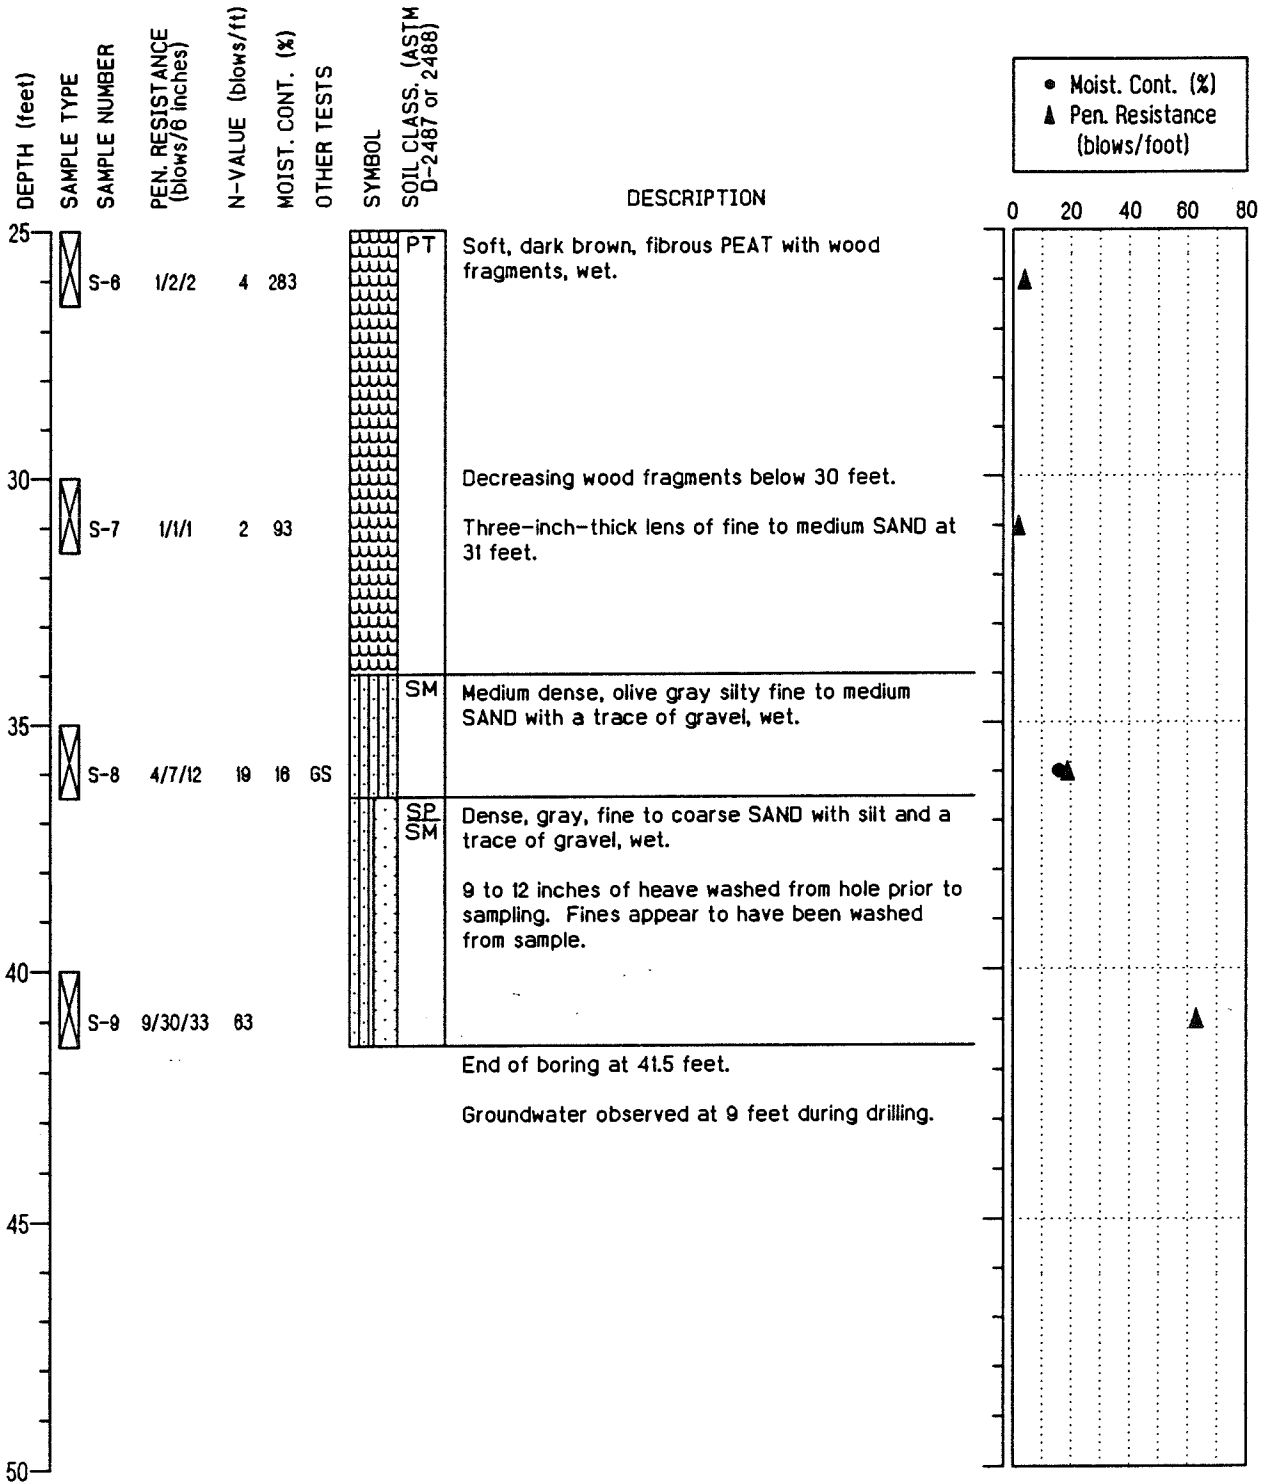 DEPTH (feet)
SAMPLE TYPE
SAMPLE NUMBER
PEN. RESISTANCE
(blows/6 inches)
N-VALUE (blows/ft)
MOIST. CONT. (%)
OTHER TESTS
SYMBOL
SOIL CLASS. (ASTM
D-2487 or 2488)
DESCRIPTION
● Moist. Cont. (%)
▲ Pen. Resistance
(blows/foot)
0 20 40 60 80
25
PT Soft, dark brown, fibrous PEAT with wood
fragments, wet.
S-6 1/2/2 4 283
30
Decreasing wood fragments below 30 feet.
S-7 1/1/1 2 93
Three-inch-thick lens of fine to medium SAND at
31 feet.
SM Medium dense, olive gray silty fine to medium
SAND with a trace of gravel, wet.
35
S-8 4/7/12 19 16 GS
SP
SM
Dense, gray, fine to coarse SAND with silt and a
trace of gravel, wet.
9 to 12 inches of heave washed from hole prior to
sampling. Fines appear to have been washed
from sample.
40
S-9 9/30/33 63
End of boring at 41.5 feet.
Groundwater observed at 9 feet during drilling.
45
50